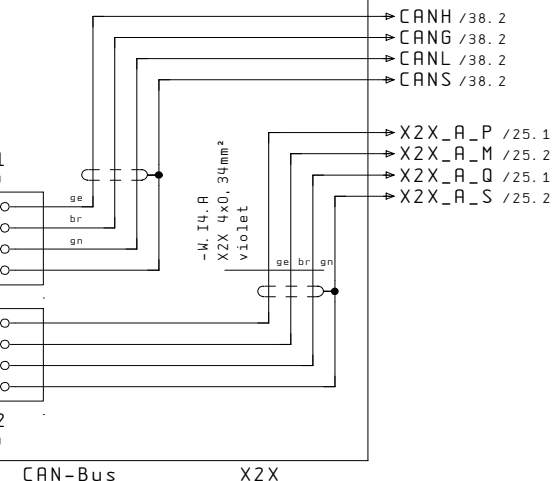 CANH /38.2
CANG /38.2
CANL /38.2
CANS /38.2
X2X_A_P /25.1
X2X_A_M /25.2
X2X_A_Q /25.1
X2X_A_S /25.2
1
ge
br
gn
-W.I4.A
X2X 4x0,34mm²
violet
ge br gn
2
CAN-Bus X2X